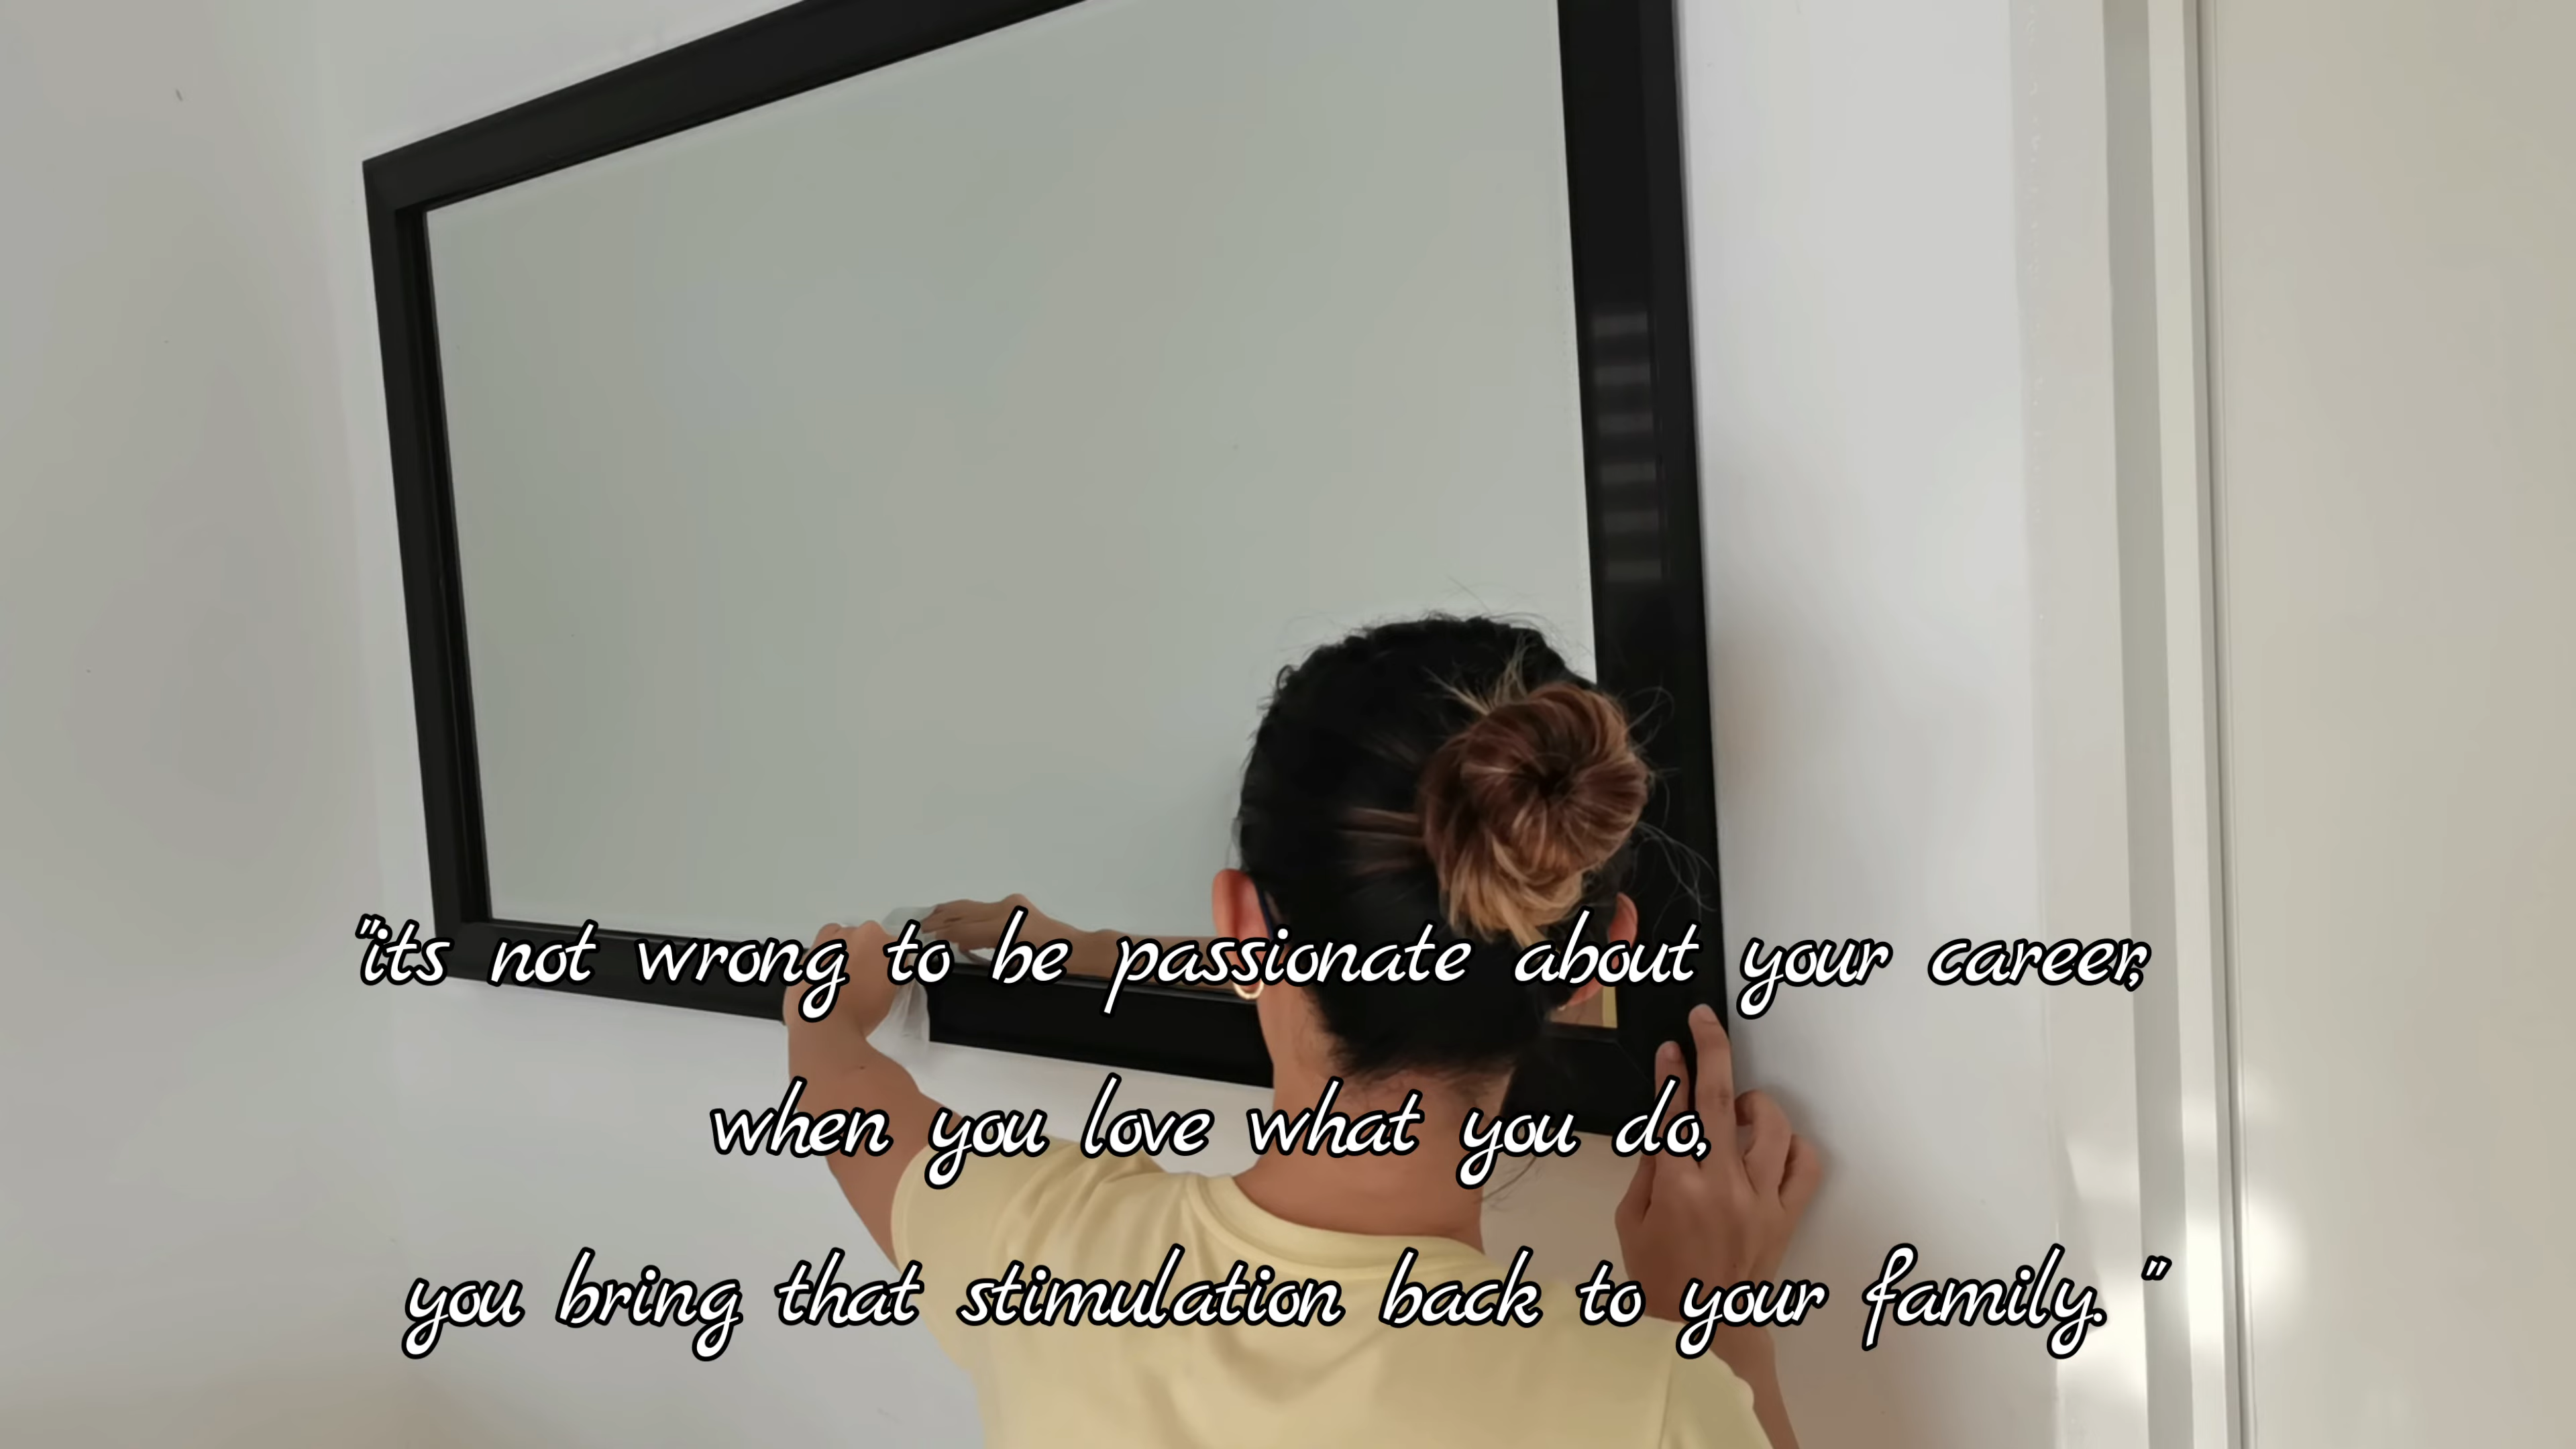 "its not wrong to be passionate about your career,
when you love what you do,
you bring that stimulation back to your family. "